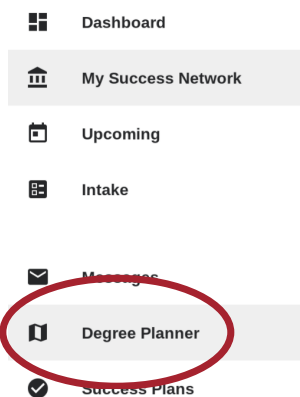 Dashboard
My Success Network
Upcoming
Intake
Messages
Degree Planner
Success Plans